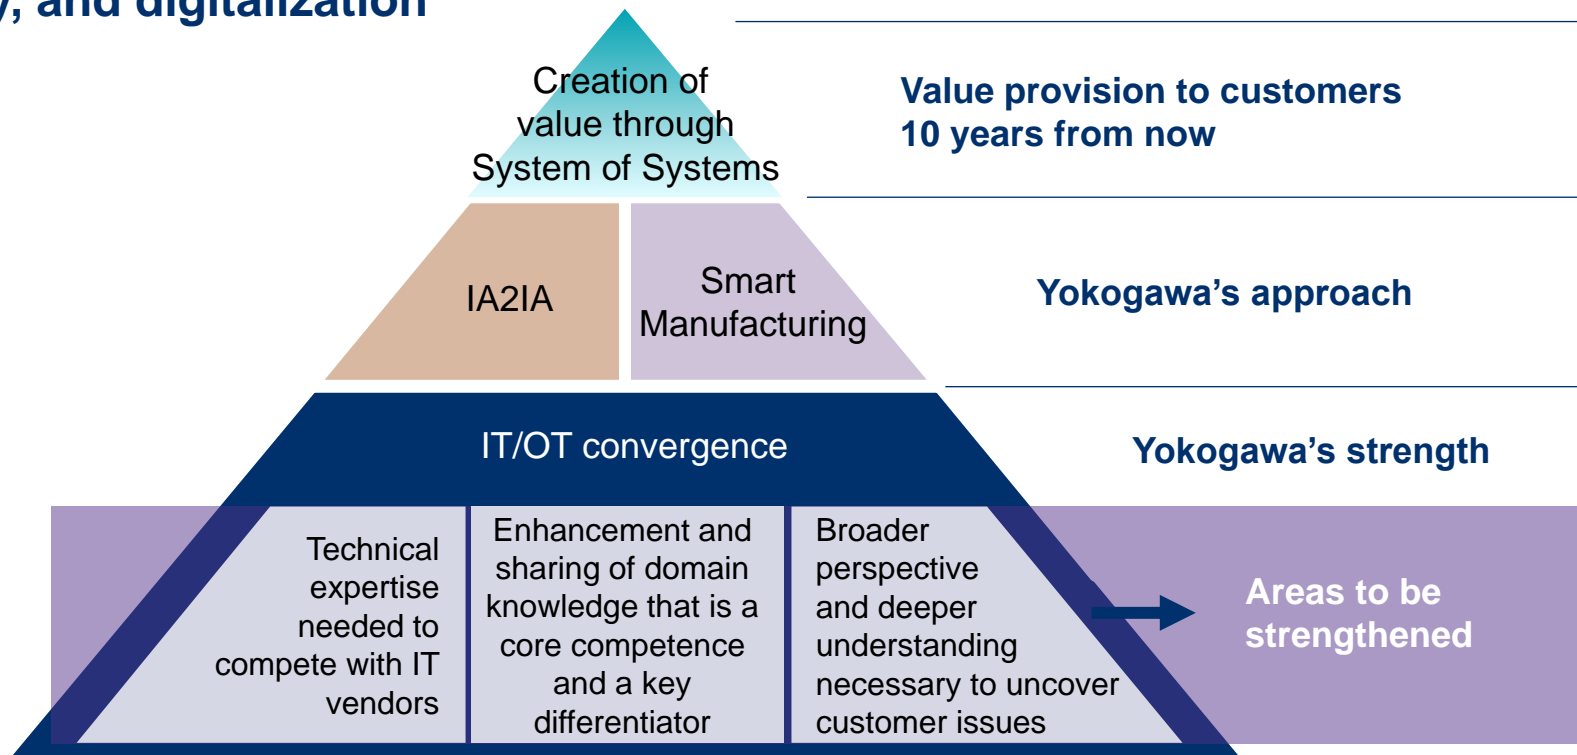 , and digitalization
Creation of
value through
System of Systems
Value provision to customers
10 years from now
IA2IA
Smart
Manufacturing
Yokogawa’s approach
IT/OT convergence
Yokogawa’s strength
Technical
expertise
needed to
compete with IT
vendors
Enhancement and
sharing of domain
knowledge that is a
core competence
and a key
differentiator
Broader
perspective
and deeper
understanding
necessary to uncover
customer issues
Areas to be
strengthened